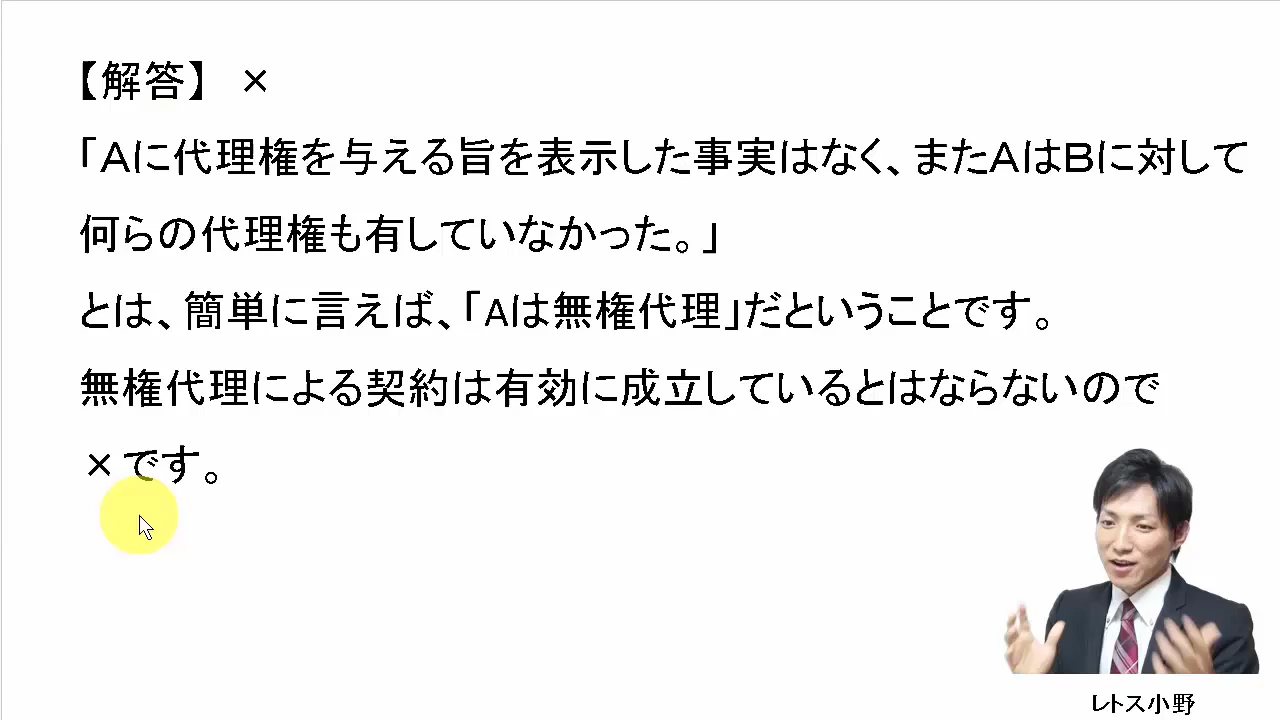 【解答】 ×
「Ａに代理権を与える旨を表示した事実はなく、またＡはＢに対して
何らの代理権も有していなかった。」
とは、簡単に言えば、「Aは無権代理」だということです。
無権代理による契約は有効に成立しているとはならないので
×です。
レトス小野